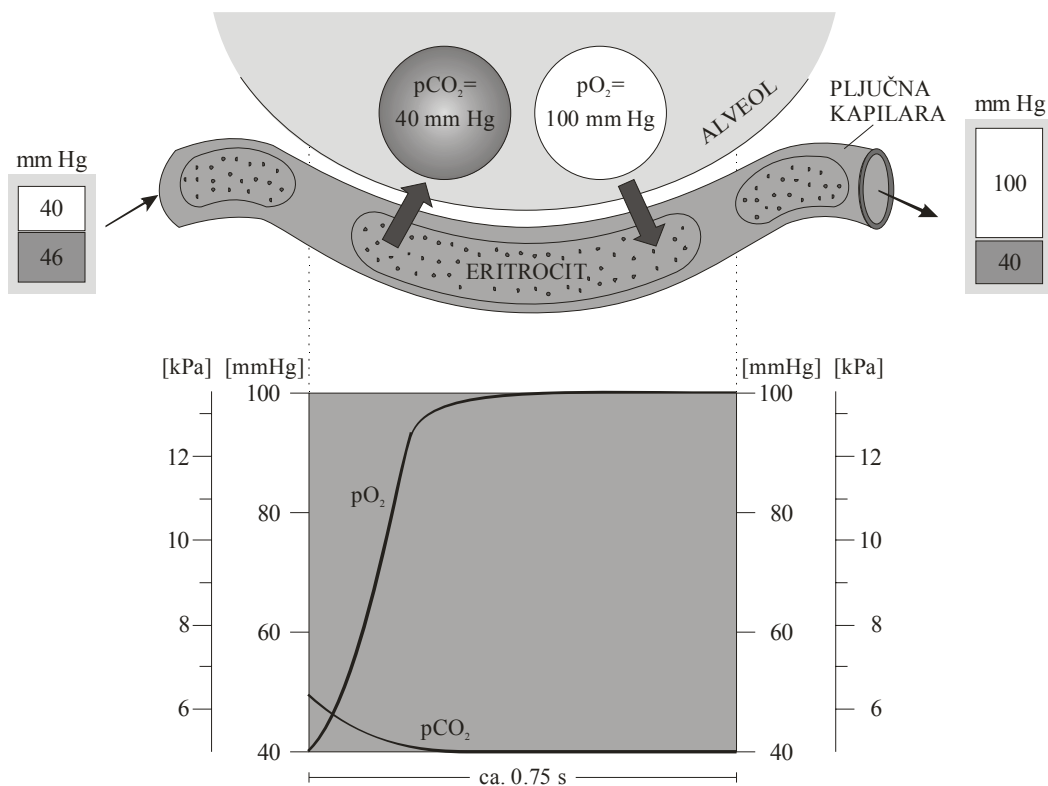 pCO₂=
40 mm Hg
pO₂=
100 mm Hg
ALVEOL
PLJUČNA
KAPILARA
mm Hg
40
46
ERITROCIT
mm Hg
100
40
[kPa] [mmHg]
[mmHg] [kPa]
100
12
80
10
60
8
6
40
100
12
80
10
60
8
6
40
pO₂
pCO₂
ca. 0.75 s